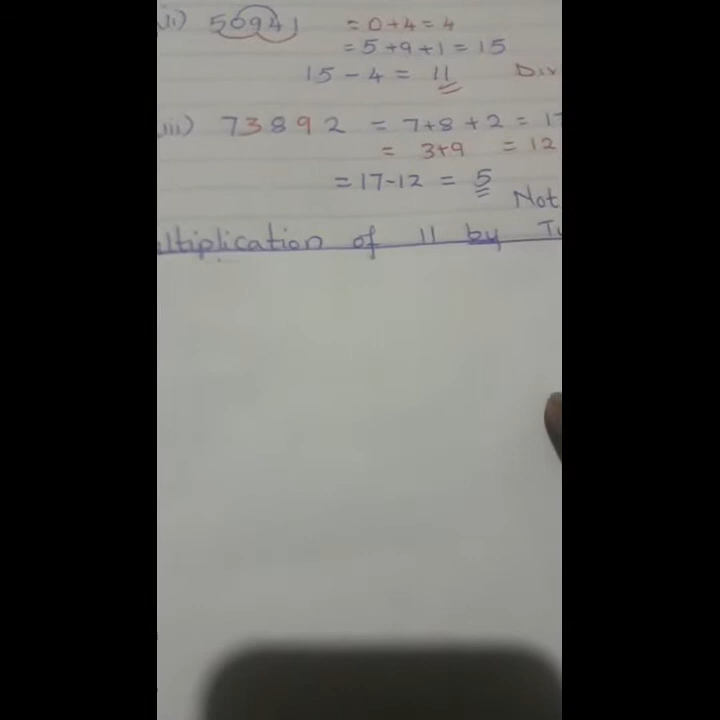 ii) 50941 = 0+4 = 4
= 5+9+1 = 15
15 - 4 = 11
iii) 73892 = 7+8+2 = 17
= 3+9 = 12
= 17-12 = 5
Not
ltiplication of 11 by